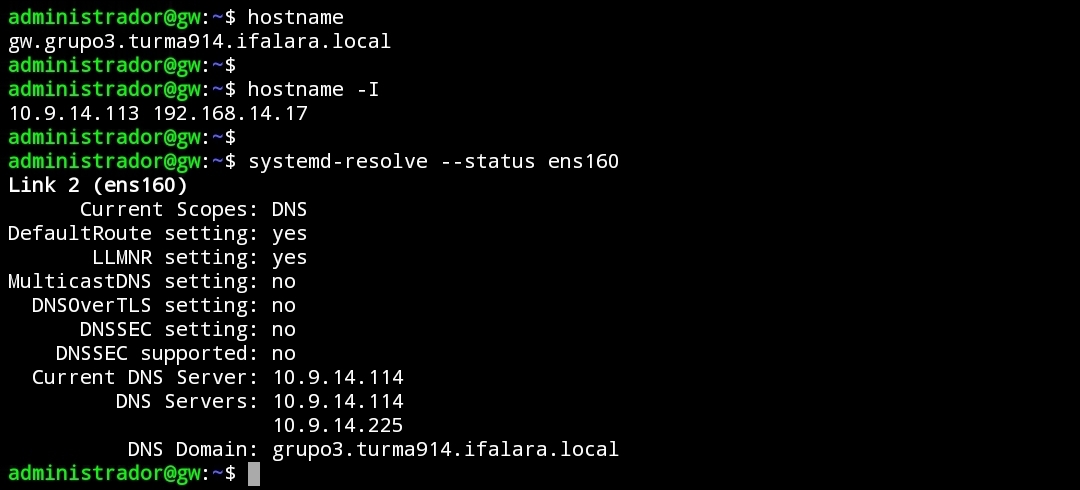 administrador@gw:~$ hostname
gw.grupo3.turma914.ifalara.local
administrador@gw:~$
administrador@gw:~$ hostname -I
10.9.14.113 192.168.14.17
administrador@gw:~$
administrador@gw:~$ systemd-resolve --status ens160
Link 2 (ens160)
      Current Scopes: DNS
DefaultRoute setting: yes
       LLMNR setting: yes
MulticastDNS setting: no
  DNSOverTLS setting: no
      DNSSEC setting: no
    DNSSEC supported: no
  Current DNS Server: 10.9.14.114
         DNS Servers: 10.9.14.114
                      10.9.14.225
          DNS Domain: grupo3.turma914.ifalara.local
administrador@gw:~$